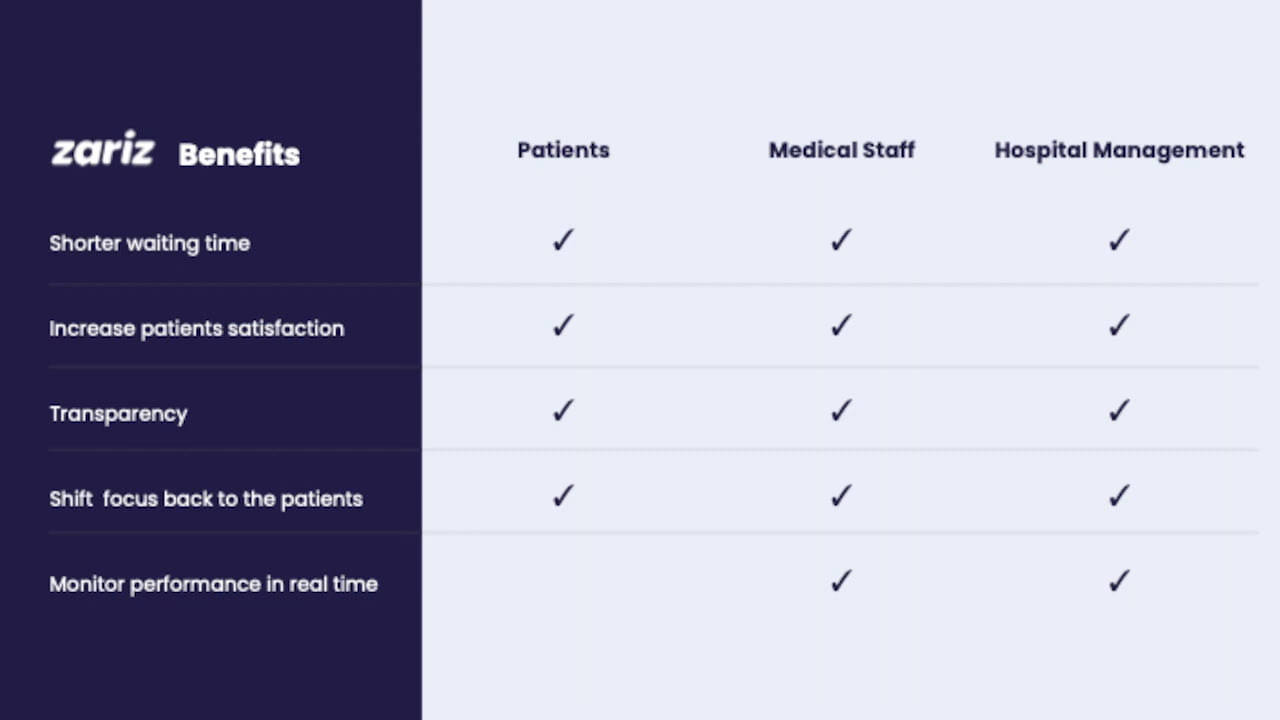 zariz Benefits Patients Medical Staff Hospital Management
Shorter waiting time ✓ ✓ ✓
Increase patients satisfaction ✓ ✓ ✓
Transparency ✓ ✓ ✓
Shift  focus back to the patients ✓ ✓ ✓
Monitor performance in real time ✓ ✓